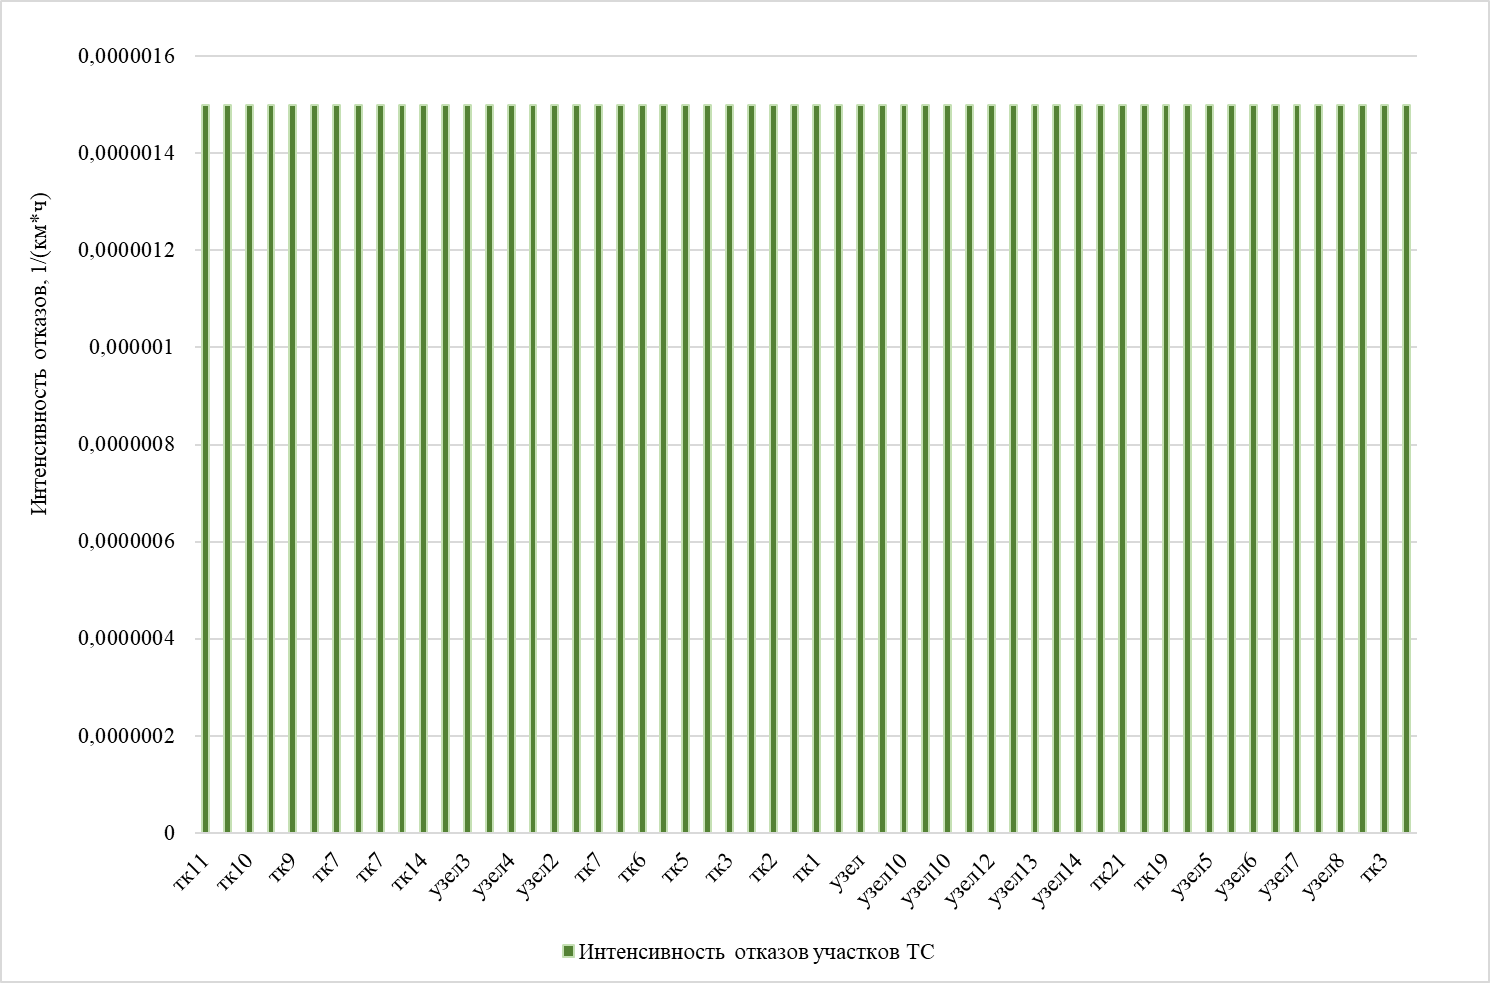 0,0000016
0,0000014
0,0000012
0,000001
0,0000008
0,0000006
0,0000004
0,0000002
0
Интенсивность отказов, 1/(км*ч)
тк11
тк10
тк9
тк7
тк7
тк14
узел3
узел4
узел2
тк7
тк6
тк5
тк3
тк2
тк1
узел
узел10
узел10
узел12
узел13
узел14
тк21
тк19
узел5
узел6
узел7
узел8
тк3
Интенсивность отказов участков ТС